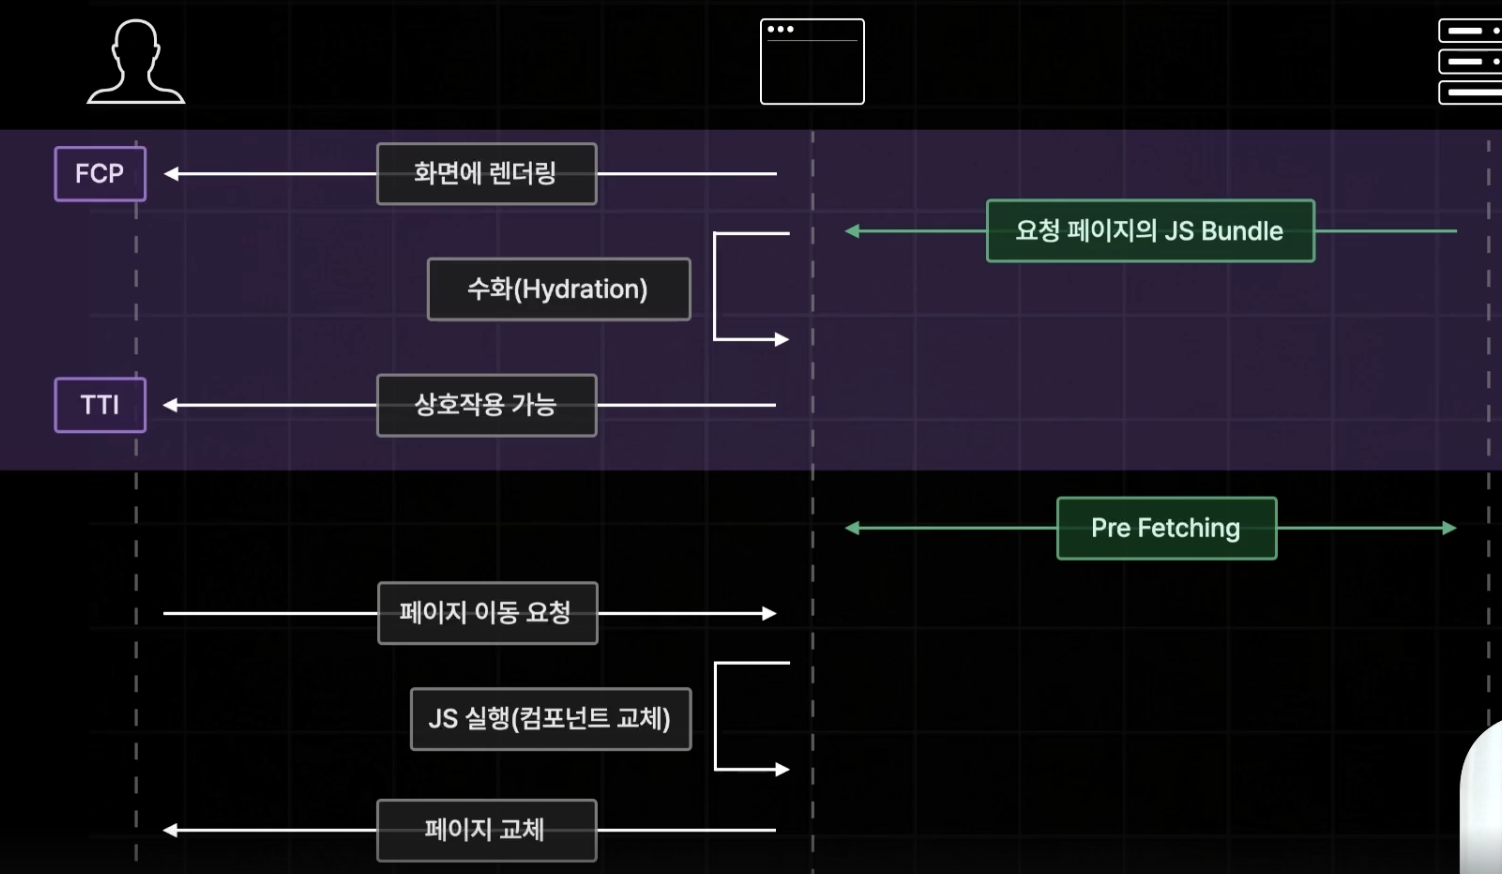 FCP
화면에 렌더링
요청 페이지의 JS Bundle
수화(Hydration)
TTI
상호작용 가능
Pre Fetching
페이지 이동 요청
JS 실행(컴포넌트 교체)
페이지 교체